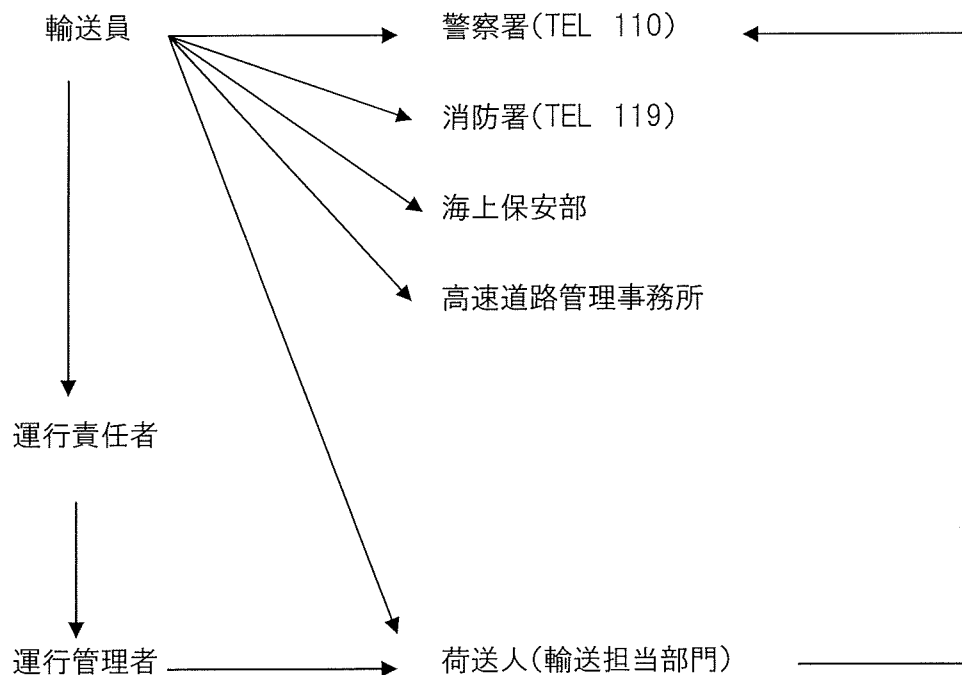 輸送員
警察署(TEL 110)
消防署(TEL 119)
海上保安部
高速道路管理事務所
運行責任者
運行管理者
荷送人(輸送担当部門)